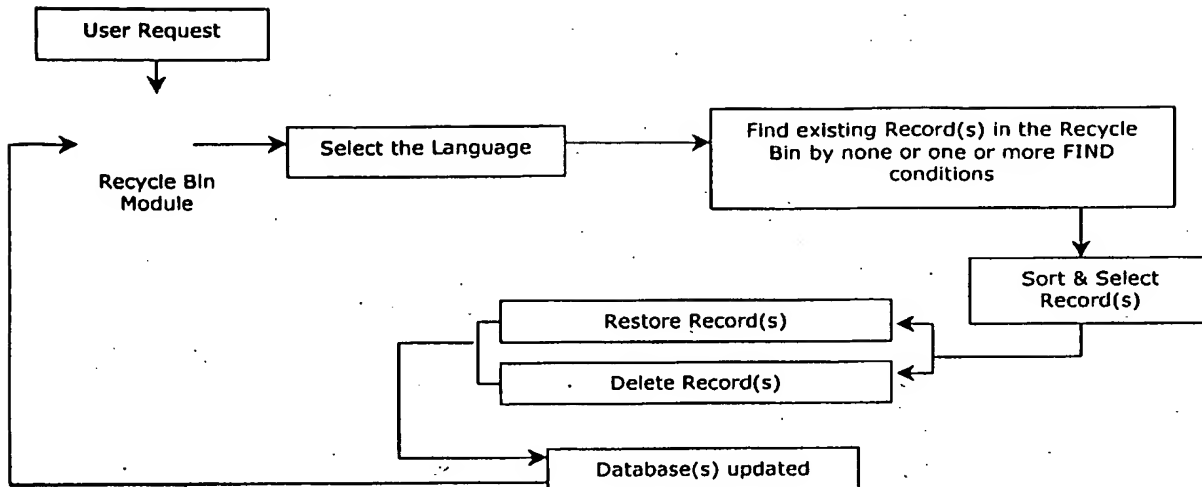 User Request
Select the Language
Find existing Record(s) in the Recycle
Bin by none or one or more FIND
conditions
Recycle Bin
Module
Sort & Select
Record(s)
Restore Record(s)
Delete Record(s)
Database(s) updated